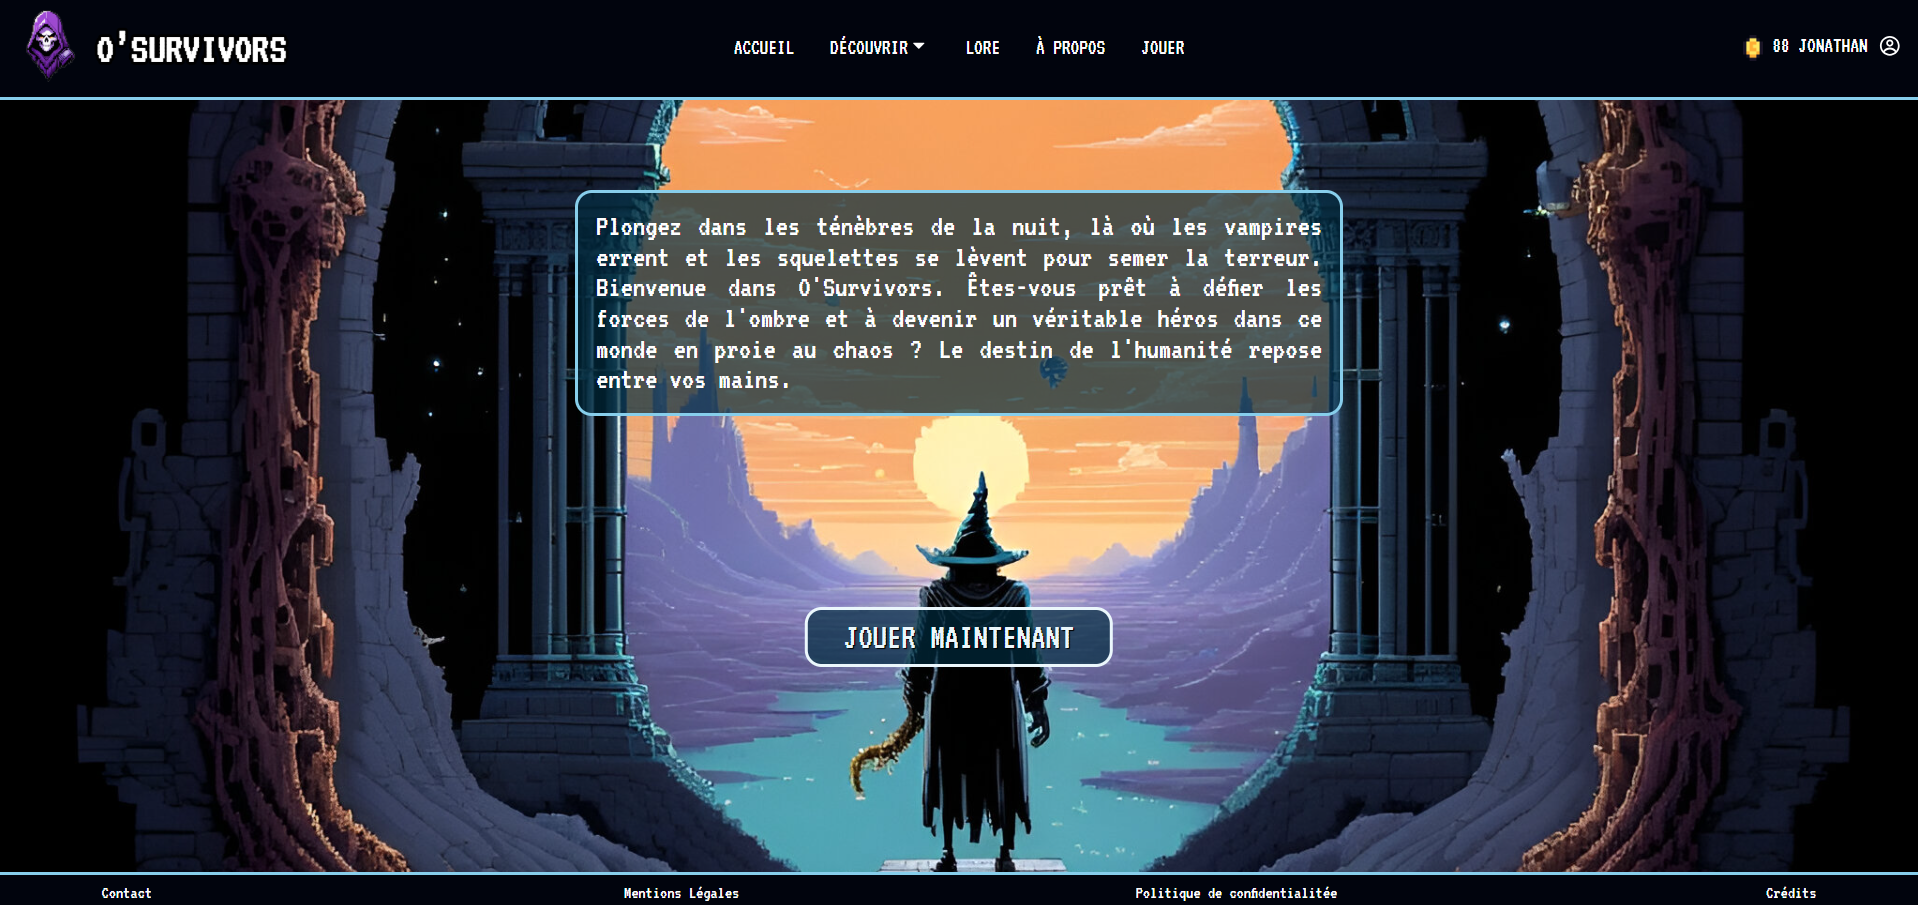 O'SURVIVORS
ACCUEIL DÉCOUVRIR LORE À PROPOS JOUER
88 JONATHAN
Plongez dans les ténèbres de la nuit, là où les vampires
errent et les squelettes se lèvent pour semer la terreur.
Bienvenue dans O'Survivors. Êtes-vous prêt à défier les
forces de l'ombre et à devenir un véritable héros dans ce
monde en proie au chaos ? Le destin de l'humanité repose
entre vos mains.
JOUER MAINTENANT
Contact Mentions Légales Politique de confidentialitée Crédits